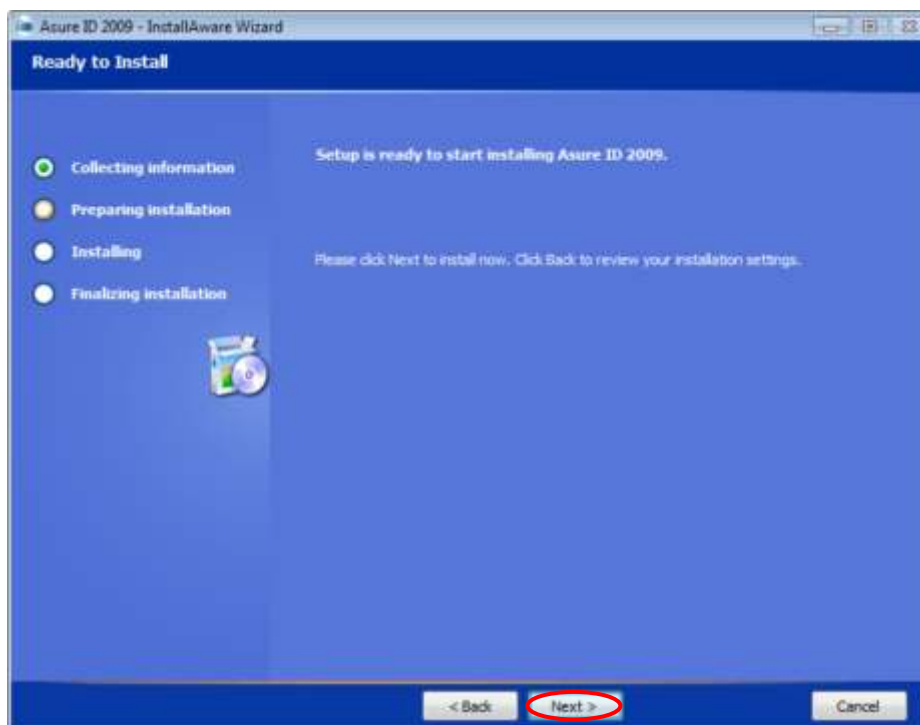 Asure ID 2009 - InstallAware Wizard
Ready to Install
Collecting information
Preparing installation
Installing
Finalizing installation
Setup is ready to start installing Asure ID 2009.
Please click Next to install now. Click Back to review your installation settings.
< Back
Next >
Cancel